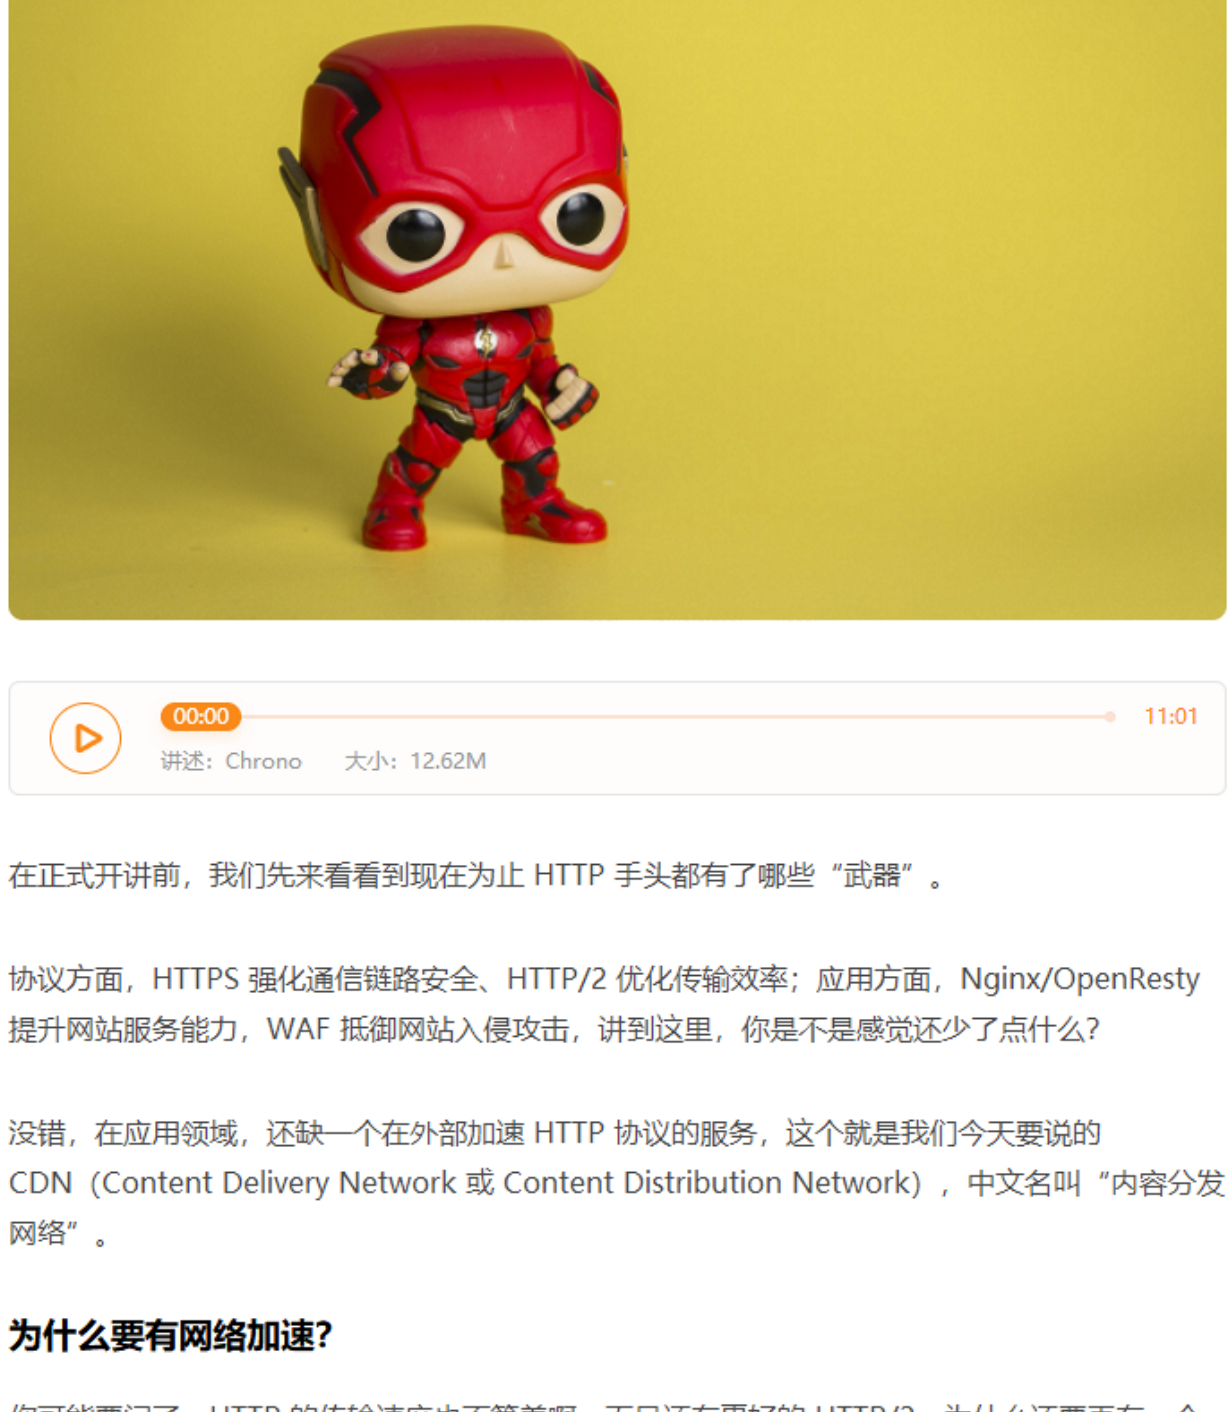 00:00
11:01
讲述：Chrono 大小：12.62M
在正式开讲前，我们先来看看到现在为止 HTTP 手头都有了哪些“武器”。
协议方面，HTTPS 强化通信链路安全、HTTP/2 优化传输效率；应用方面，Nginx/OpenResty
提升网站服务能力，WAF 抵御网站入侵攻击，讲到这里，你是不是感觉还少了点什么？
没错，在应用领域，还缺一个在外部加速 HTTP 协议的服务，这个就是我们今天要说的
CDN（Content Delivery Network 或 Content Distribution Network），中文名叫“内容分发
网络”。
为什么要有网络加速？